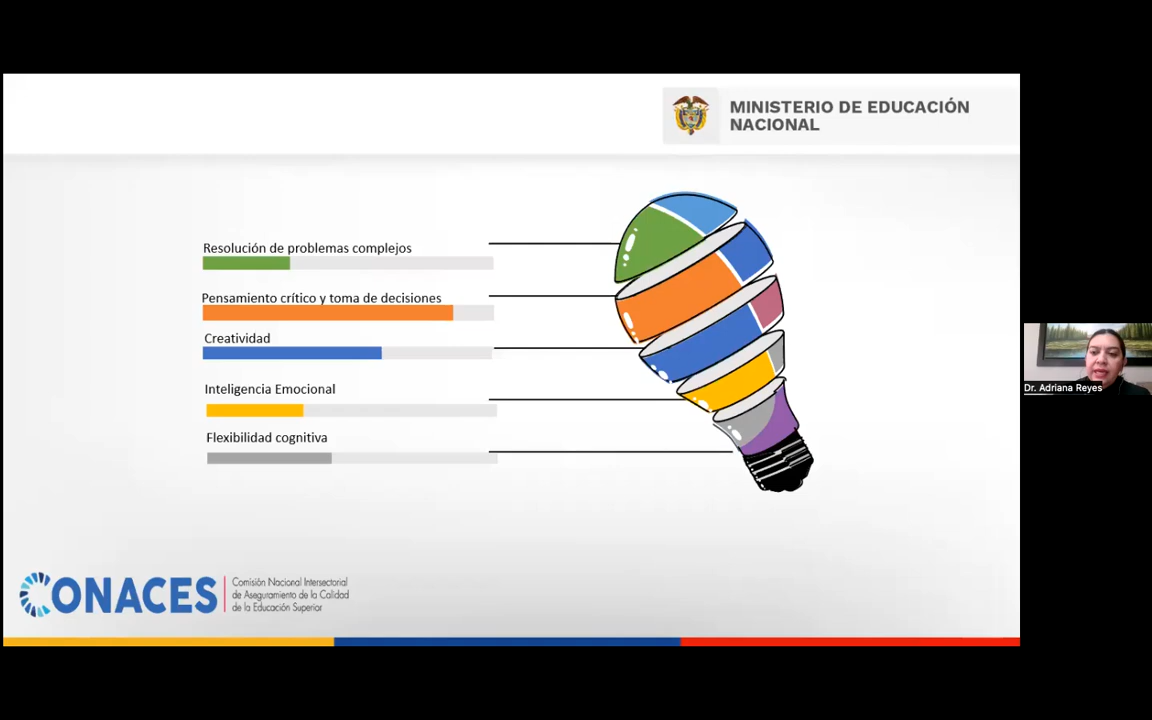 MINISTERIO DE EDUCACIÓN
NACIONAL
Resolución de problemas complejos
Pensamiento crítico y toma de decisiones
Creatividad
Inteligencia Emocional
Flexibilidad cognitiva
Dr. Adriana Reyes
CONACES
Comisión Nacional Intersectorial
de Aseguramiento de la Calidad
de la Educación Superior